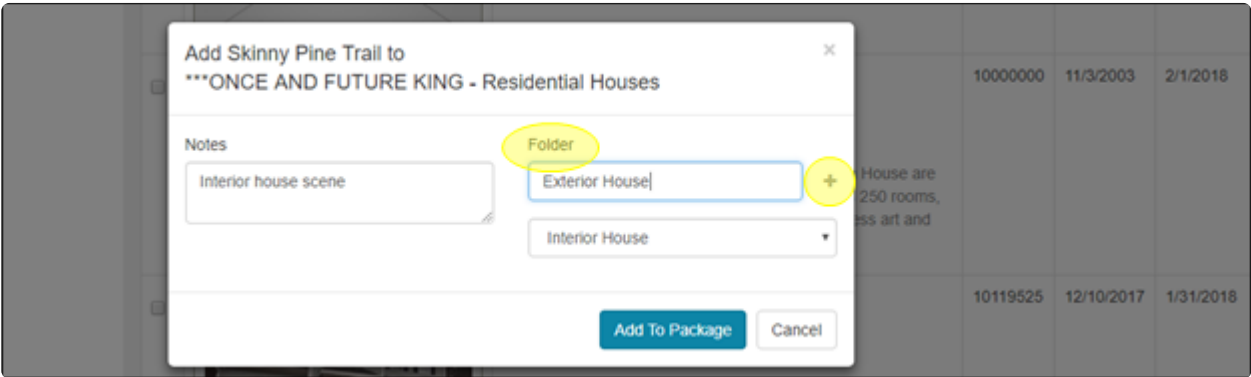 Add Skinny Pine Trail to
***ONCE AND FUTURE KING - Residential Houses
×
Notes
Folder
Interior house scene
Exterior House
+
Interior House
Add To Package
Cancel
10000000 11/3/2003 2/1/2018
House are
250 rooms,
ess art and
10119525 12/10/2017 1/31/2018